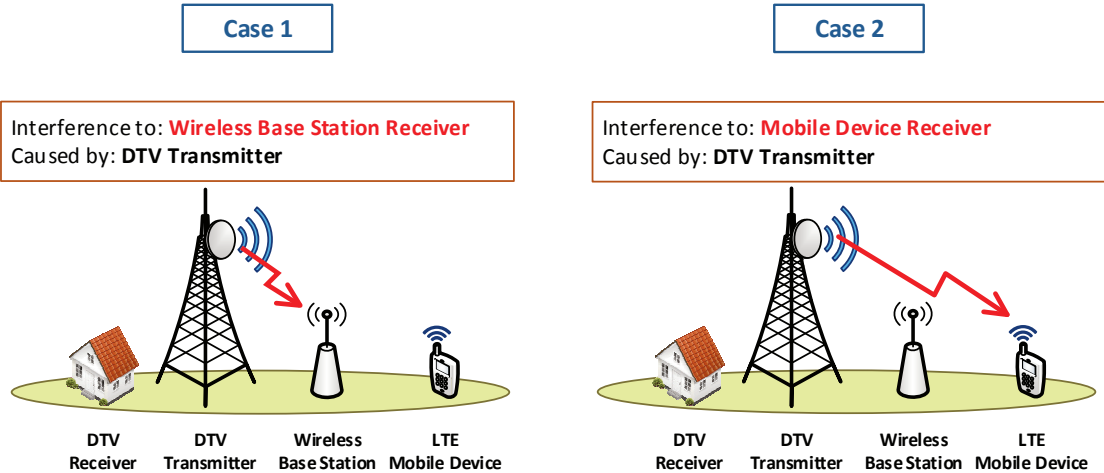 Case 1
Interference to: Wireless Base Station Receiver
Caused by: DTV Transmitter
DTV
Receiver
DTV
Transmitter
Wireless
Base Station
LTE
Mobile Device
Case 2
Interference to: Mobile Device Receiver
Caused by: DTV Transmitter
DTV
Receiver
DTV
Transmitter
Wireless
Base Station
LTE
Mobile Device